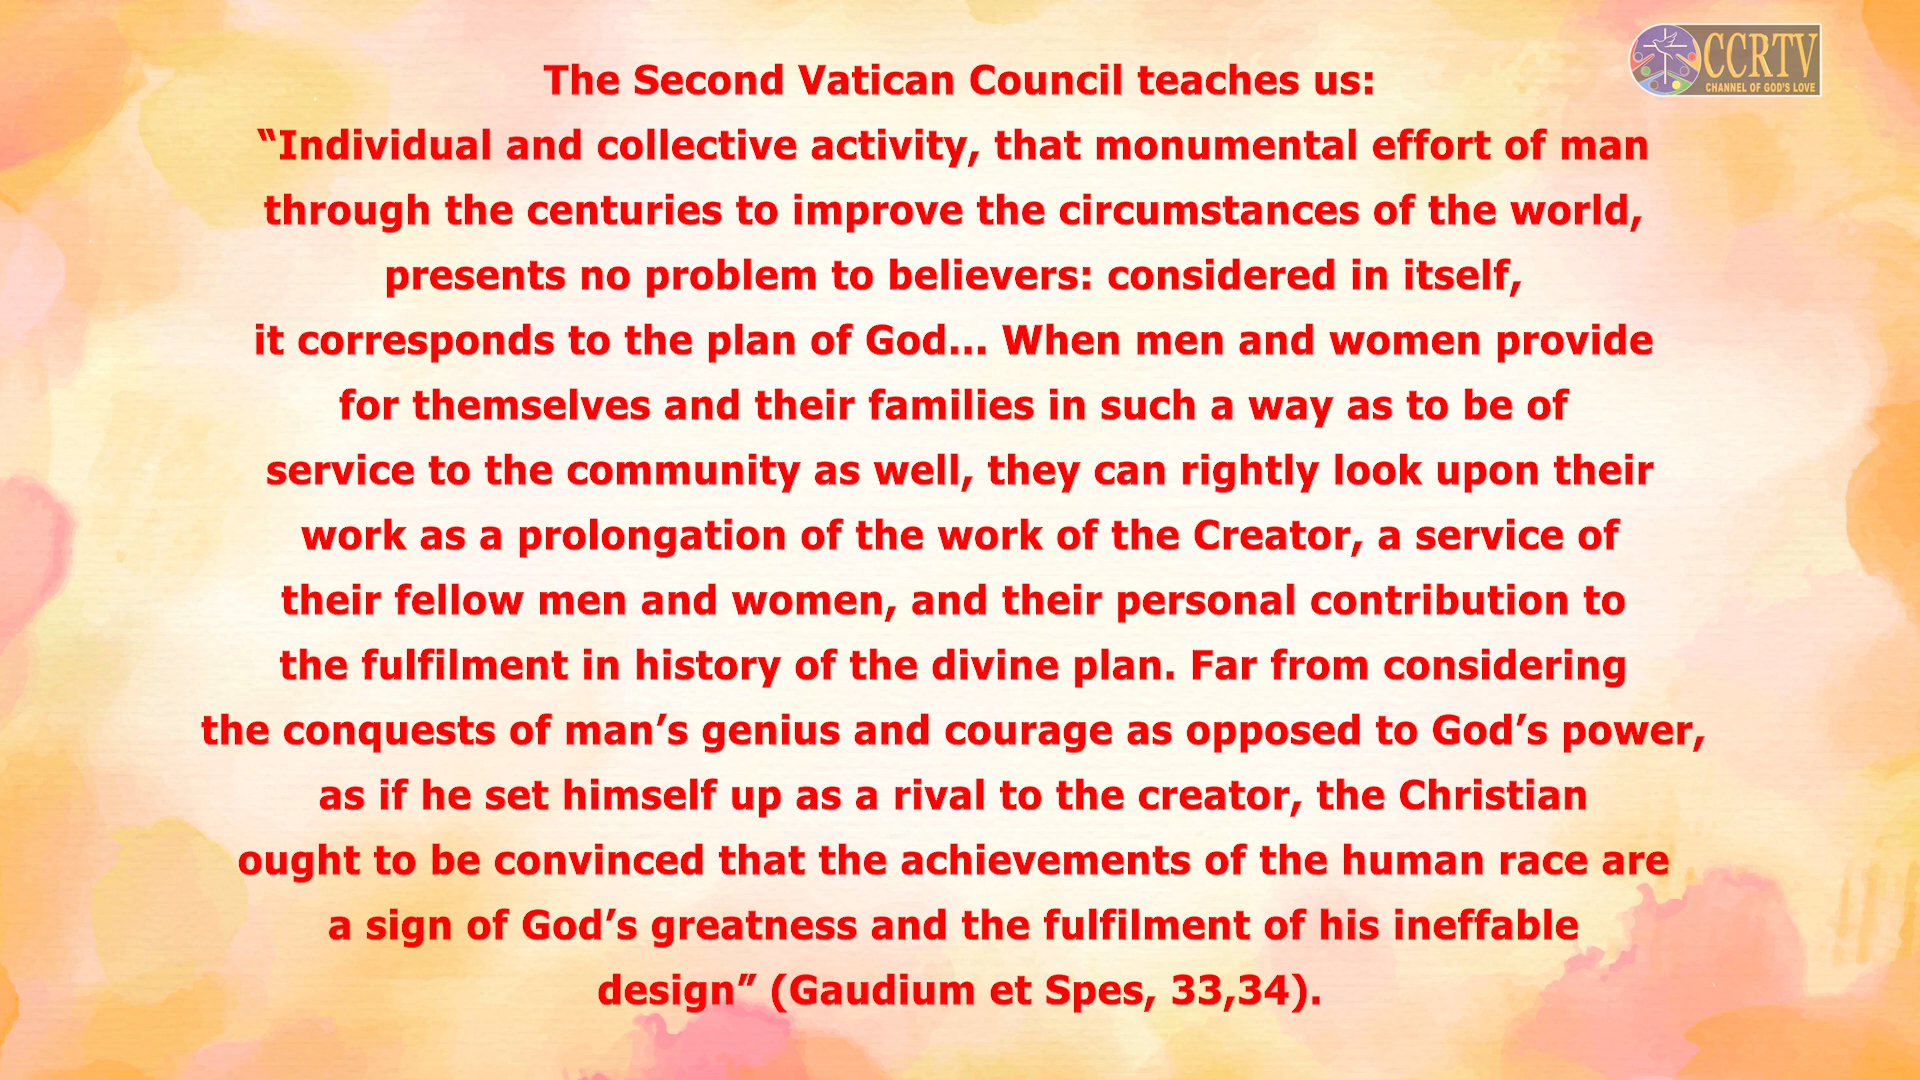 CCRTV
CHANNEL OF GOD'S LOVE
The Second Vatican Council teaches us:
“Individual and collective activity, that monumental effort of man
through the centuries to improve the circumstances of the world,
presents no problem to believers: considered in itself,
it corresponds to the plan of God... When men and women provide
for themselves and their families in such a way as to be of
service to the community as well, they can rightly look upon their
work as a prolongation of the work of the Creator, a service of
their fellow men and women, and their personal contribution to
the fulfilment in history of the divine plan. Far from considering
the conquests of man’s genius and courage as opposed to God’s power,
as if he set himself up as a rival to the creator, the Christian
ought to be convinced that the achievements of the human race are
a sign of God’s greatness and the fulfilment of his ineffable
design” (Gaudium et Spes, 33,34).